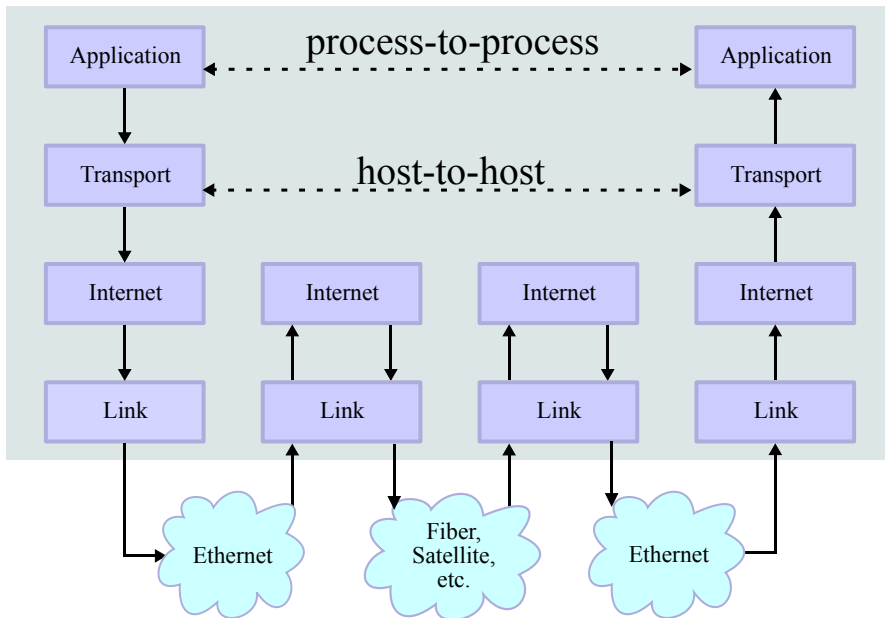 process-to-process
Application
Application
host-to-host
Transport
Transport
Internet
Internet
Internet
Internet
Link
Link
Link
Link
Ethernet
Fiber,
Satellite,
etc.
Ethernet